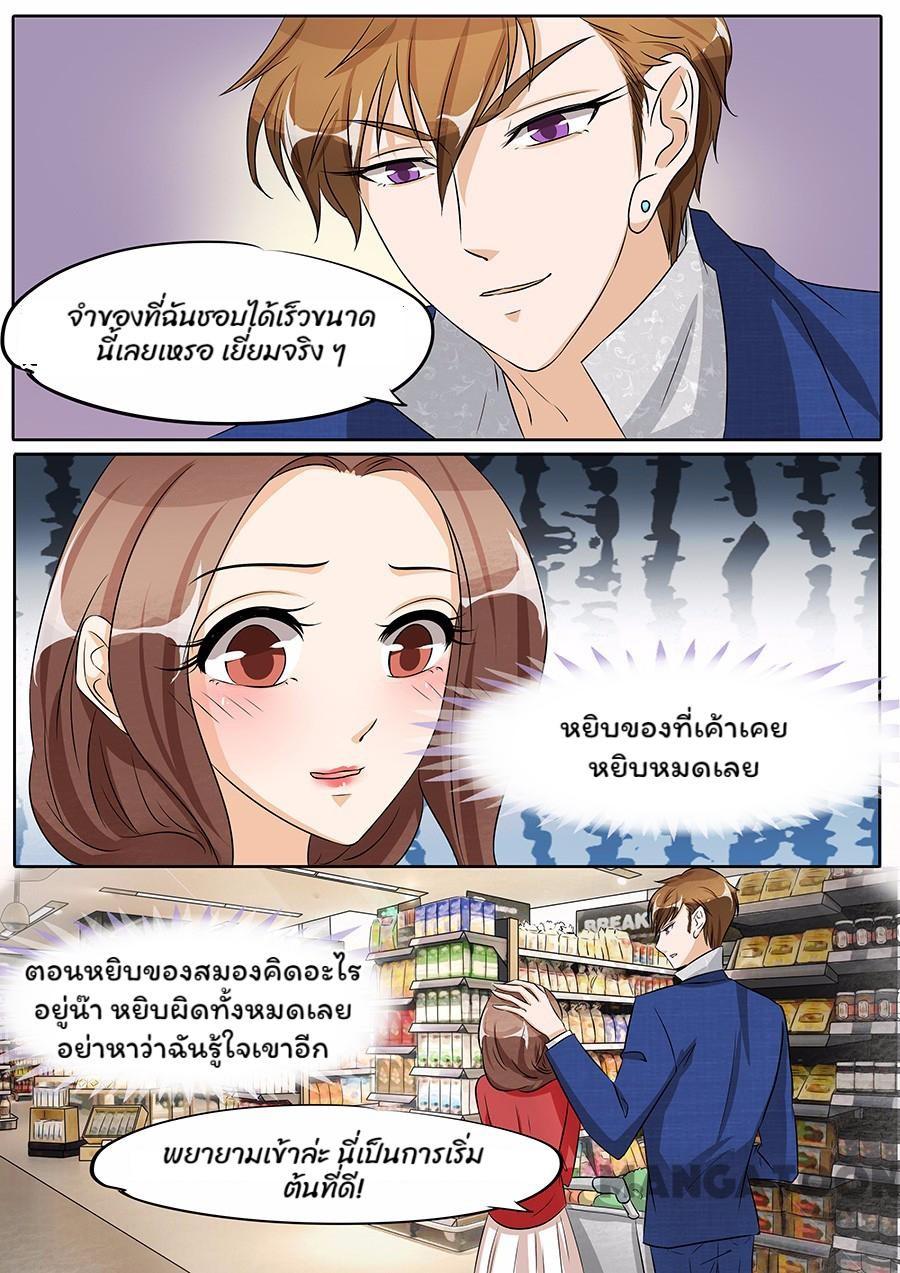 จำของที่ฉันชอบได้เร็วขนาด
นี้เลยเหรอ เยี่ยมจริง ๆ
หยิบของที่เค้าเคย
หยิบหมดเลย
BREAK
ตอนหยิบของสมองคิดอะไร
อยู่น๊า หยิบผิดทั้งหมดเลย
อย่าหาว่าฉันรู้ใจเขาอีก
พยายามเข้าล่ะ นี่เป็นการเริ่ม
ต้นที่ดี!
MANGATOON